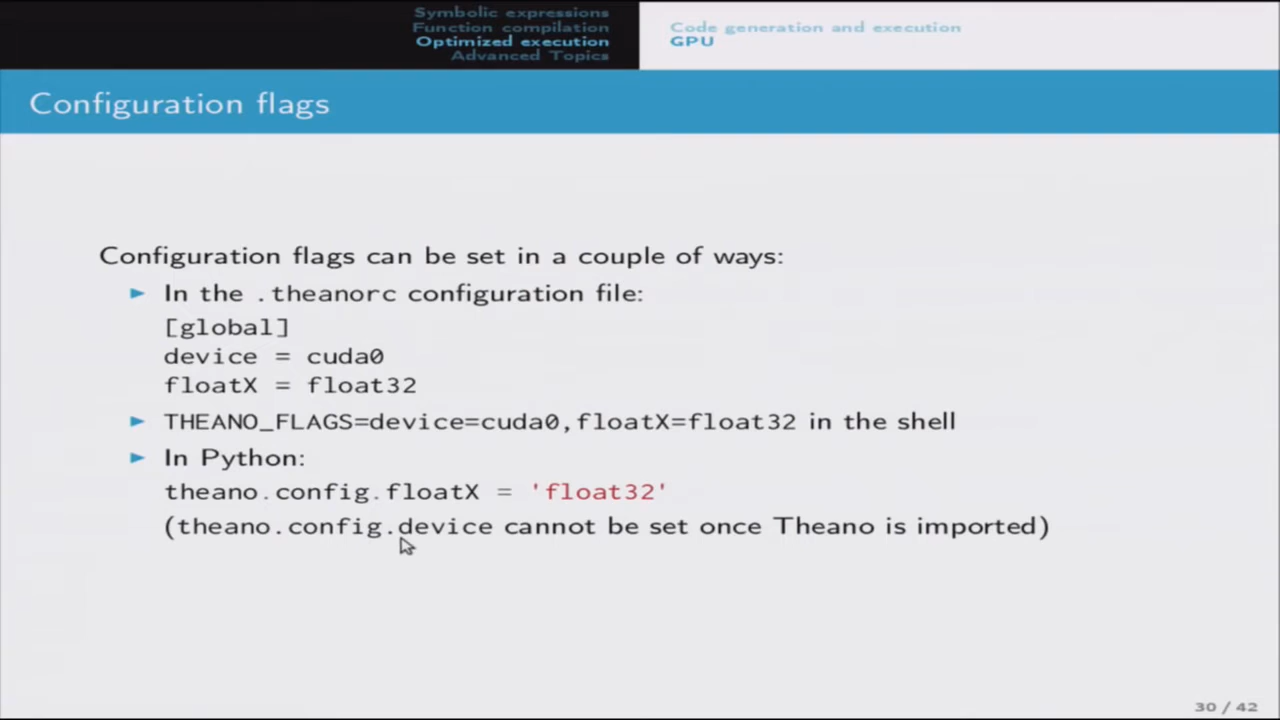 Symbolic expressions
Function compilation
Optimized execution
Advanced Topics
Code generation and execution
GPU
Configuration flags
Configuration flags can be set in a couple of ways:
In the .theanorc configuration file:
[global]
device = cuda0
floatX = float32
THEANO_FLAGS=device=cuda0,floatX=float32 in the shell
In Python:
theano.config.floatX = 'float32'
(theano.config.device cannot be set once Theano is imported)
30 / 42